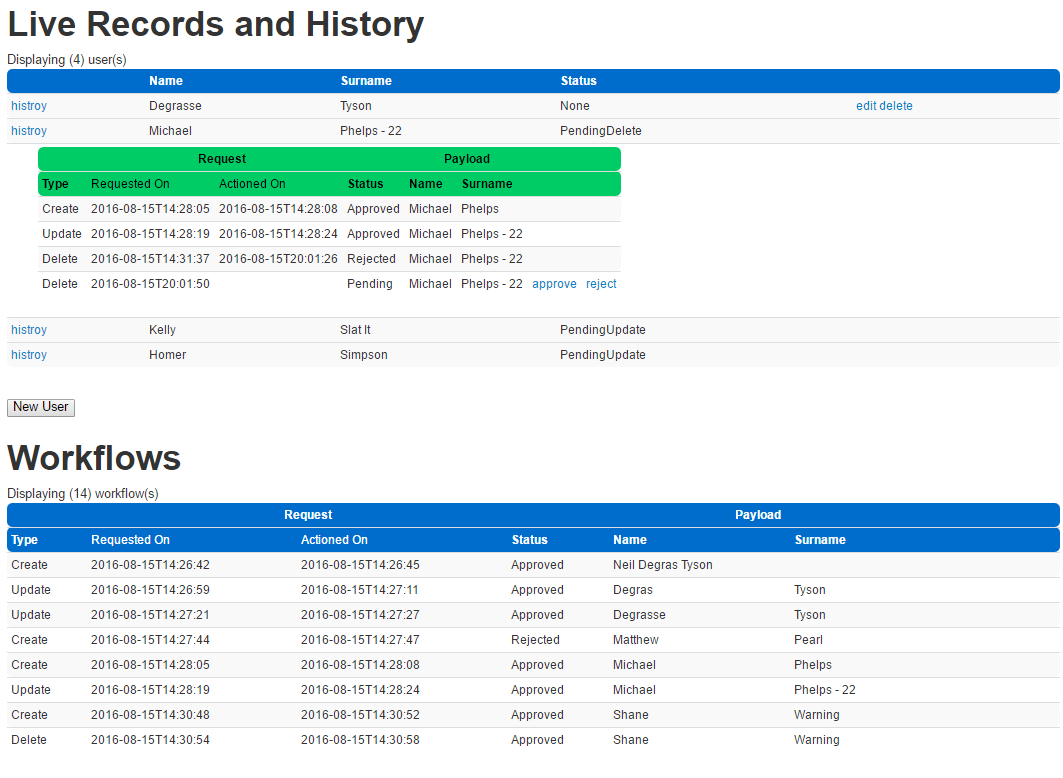 Live Records and History
Displaying (4) user(s)
Name Surname Status
histroy Degrasse Tyson None edit delete
histroy Michael Phelps - 22 PendingDelete
Request Payload
Type Requested On Actioned On Status Name Surname
Create 2016-08-15T14:28:05 2016-08-15T14:28:08 Approved Michael Phelps
Update 2016-08-15T14:28:19 2016-08-15T14:28:24 Approved Michael Phelps - 22
Delete 2016-08-15T14:31:37 2016-08-15T20:01:26 Rejected Michael Phelps - 22
Delete 2016-08-15T20:01:50 Pending Michael Phelps - 22 approve reject
histroy Kelly Slat It PendingUpdate
histroy Homer Simpson PendingUpdate
New User
Workflows
Displaying (14) workflow(s)
Request Payload
Type Requested On Actioned On Status Name Surname
Create 2016-08-15T14:26:42 2016-08-15T14:26:45 Approved Neil Degras Tyson
Update 2016-08-15T14:26:59 2016-08-15T14:27:11 Approved Degras Tyson
Update 2016-08-15T14:27:21 2016-08-15T14:27:27 Approved Degrasse Tyson
Create 2016-08-15T14:27:44 2016-08-15T14:27:47 Rejected Matthew Pearl
Create 2016-08-15T14:28:05 2016-08-15T14:28:08 Approved Michael Phelps
Update 2016-08-15T14:28:19 2016-08-15T14:28:24 Approved Michael Phelps - 22
Create 2016-08-15T14:30:48 2016-08-15T14:30:52 Approved Shane Warning
Delete 2016-08-15T14:30:54 2016-08-15T14:30:58 Approved Shane Warning